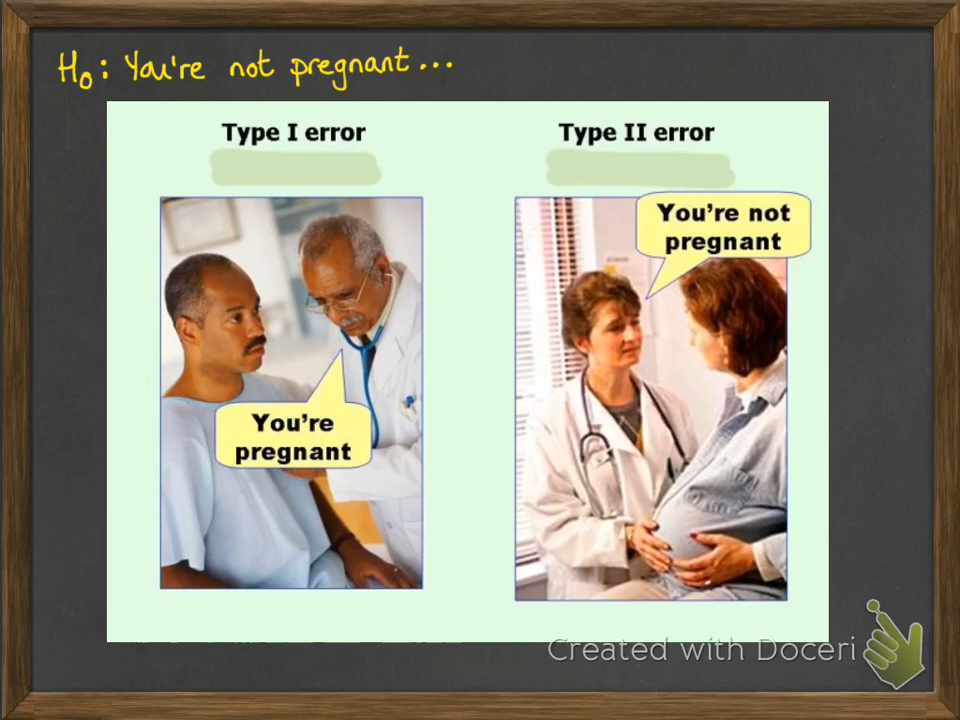 H₀: You're not pregnant...
Type I error
Type II error
You're not
pregnant
You're
pregnant
Created with Doceri